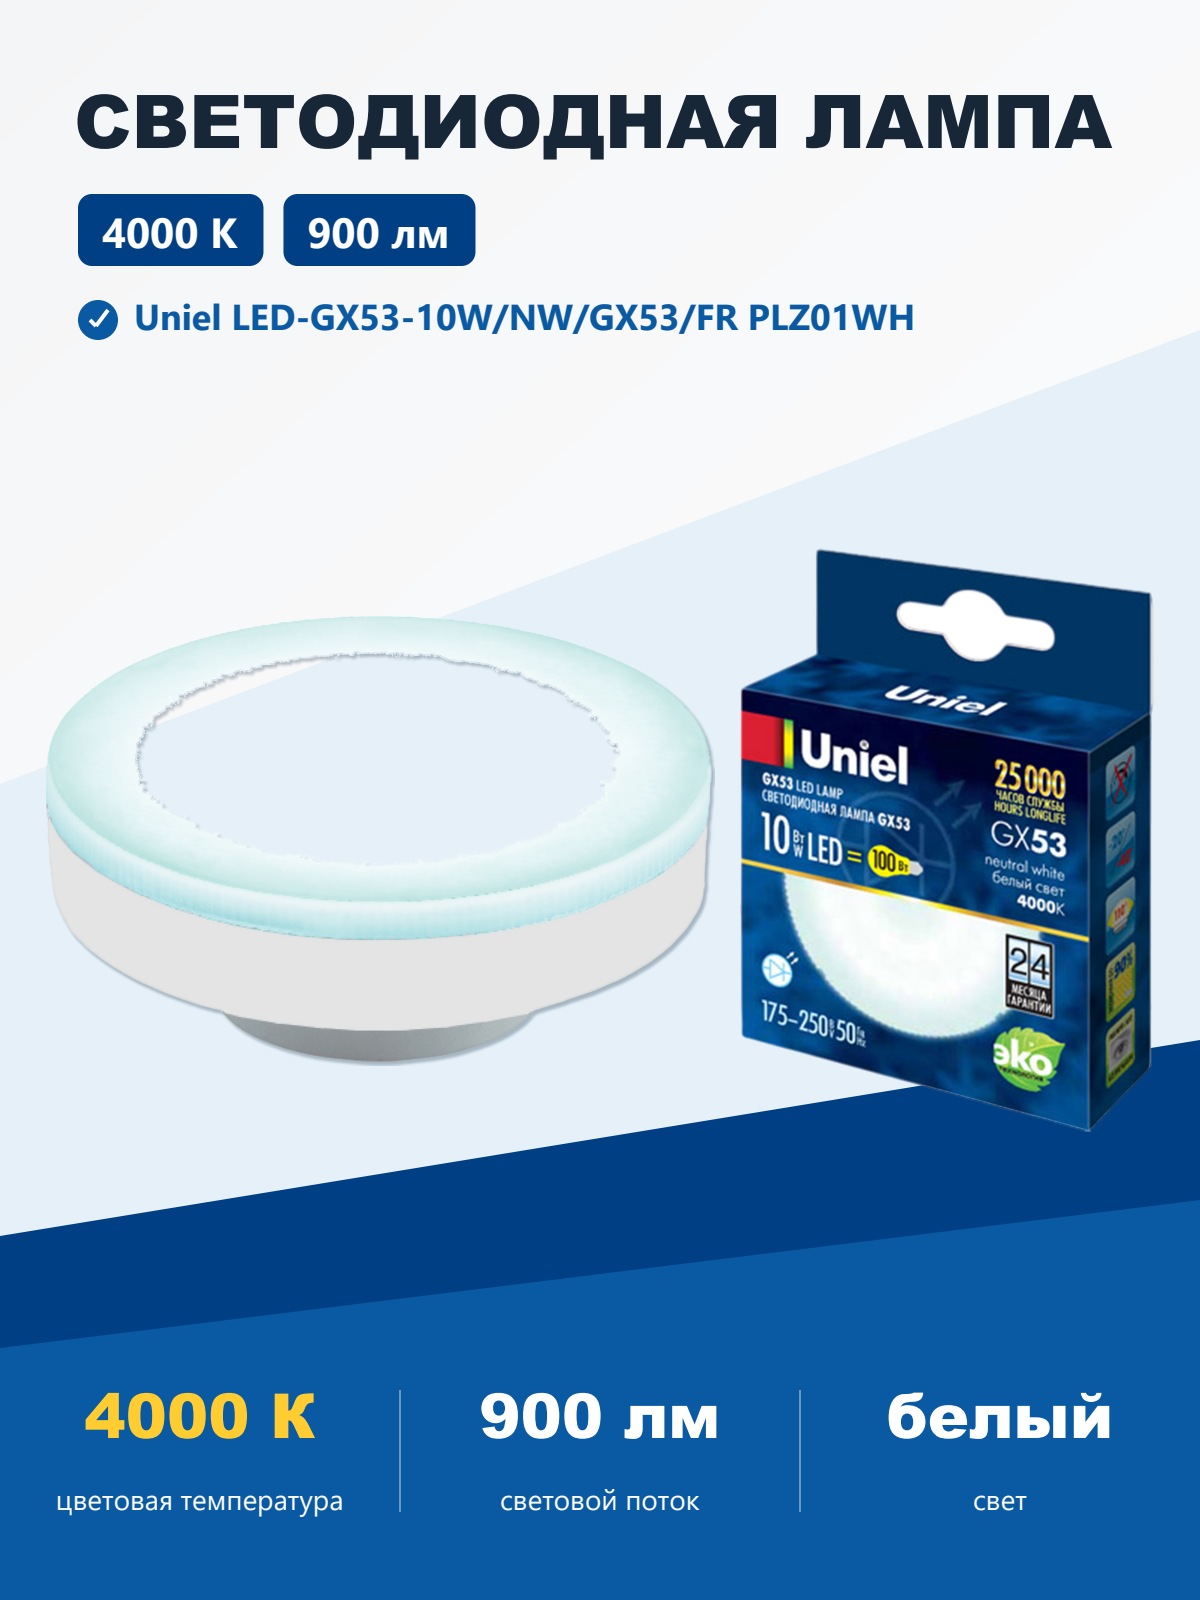 СВЕТОДИОДНАЯ ЛАМПА
4000 К
900 лм
Uniel LED-GX53-10W/NW/GX53/FR PLZ01WH
Uniel
Uniel
GX53 LED LAMP
СВЕТОДИОДНАЯ ЛАМПА GX53
10 Вт W LED = 100 Вт
25 000
ЧАСОВ СЛУЖБЫ
HOURS LONGLIFE
GX53
neutral white
белый свет
4000K
24
МЕСЯЦА
ГАРАНТИИ
175–250 В V 50 Гц Hz
эко
ТЕХНОЛОГИЯ
90%
4000 К
цветовая температура
900 лм
световой поток
белый
свет